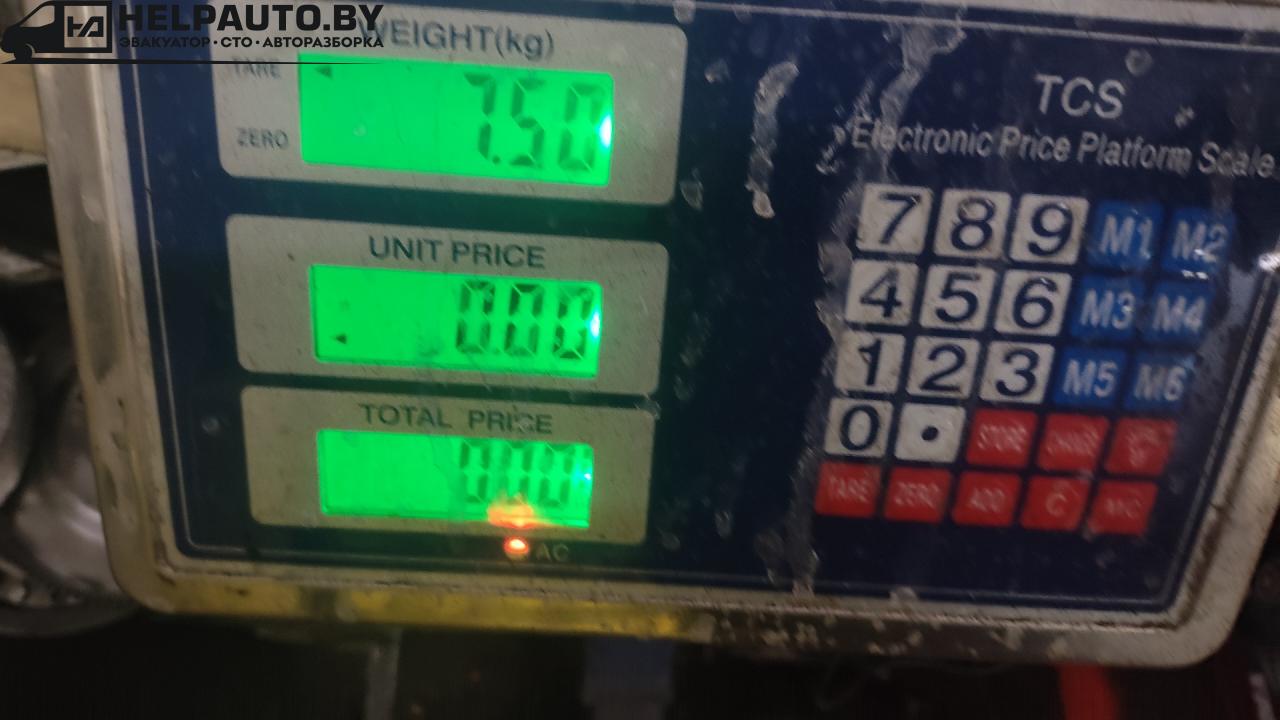 HELPAUTO.BY
ЭВАКУАТОР • СТО • АВТОРАЗБОРКА
WEIGHT(kg)
TARE
7.50
ZERO
UNIT PRICE
0.00
TOTAL PRICE
0.00
AC
TCS
Electronic Price Platform Scale
7 8 9 M1 M2
4 5 6 M3 M4
1 2 3 M5 M6
0 . STORE CHANGE
TARE ZERO ADD C